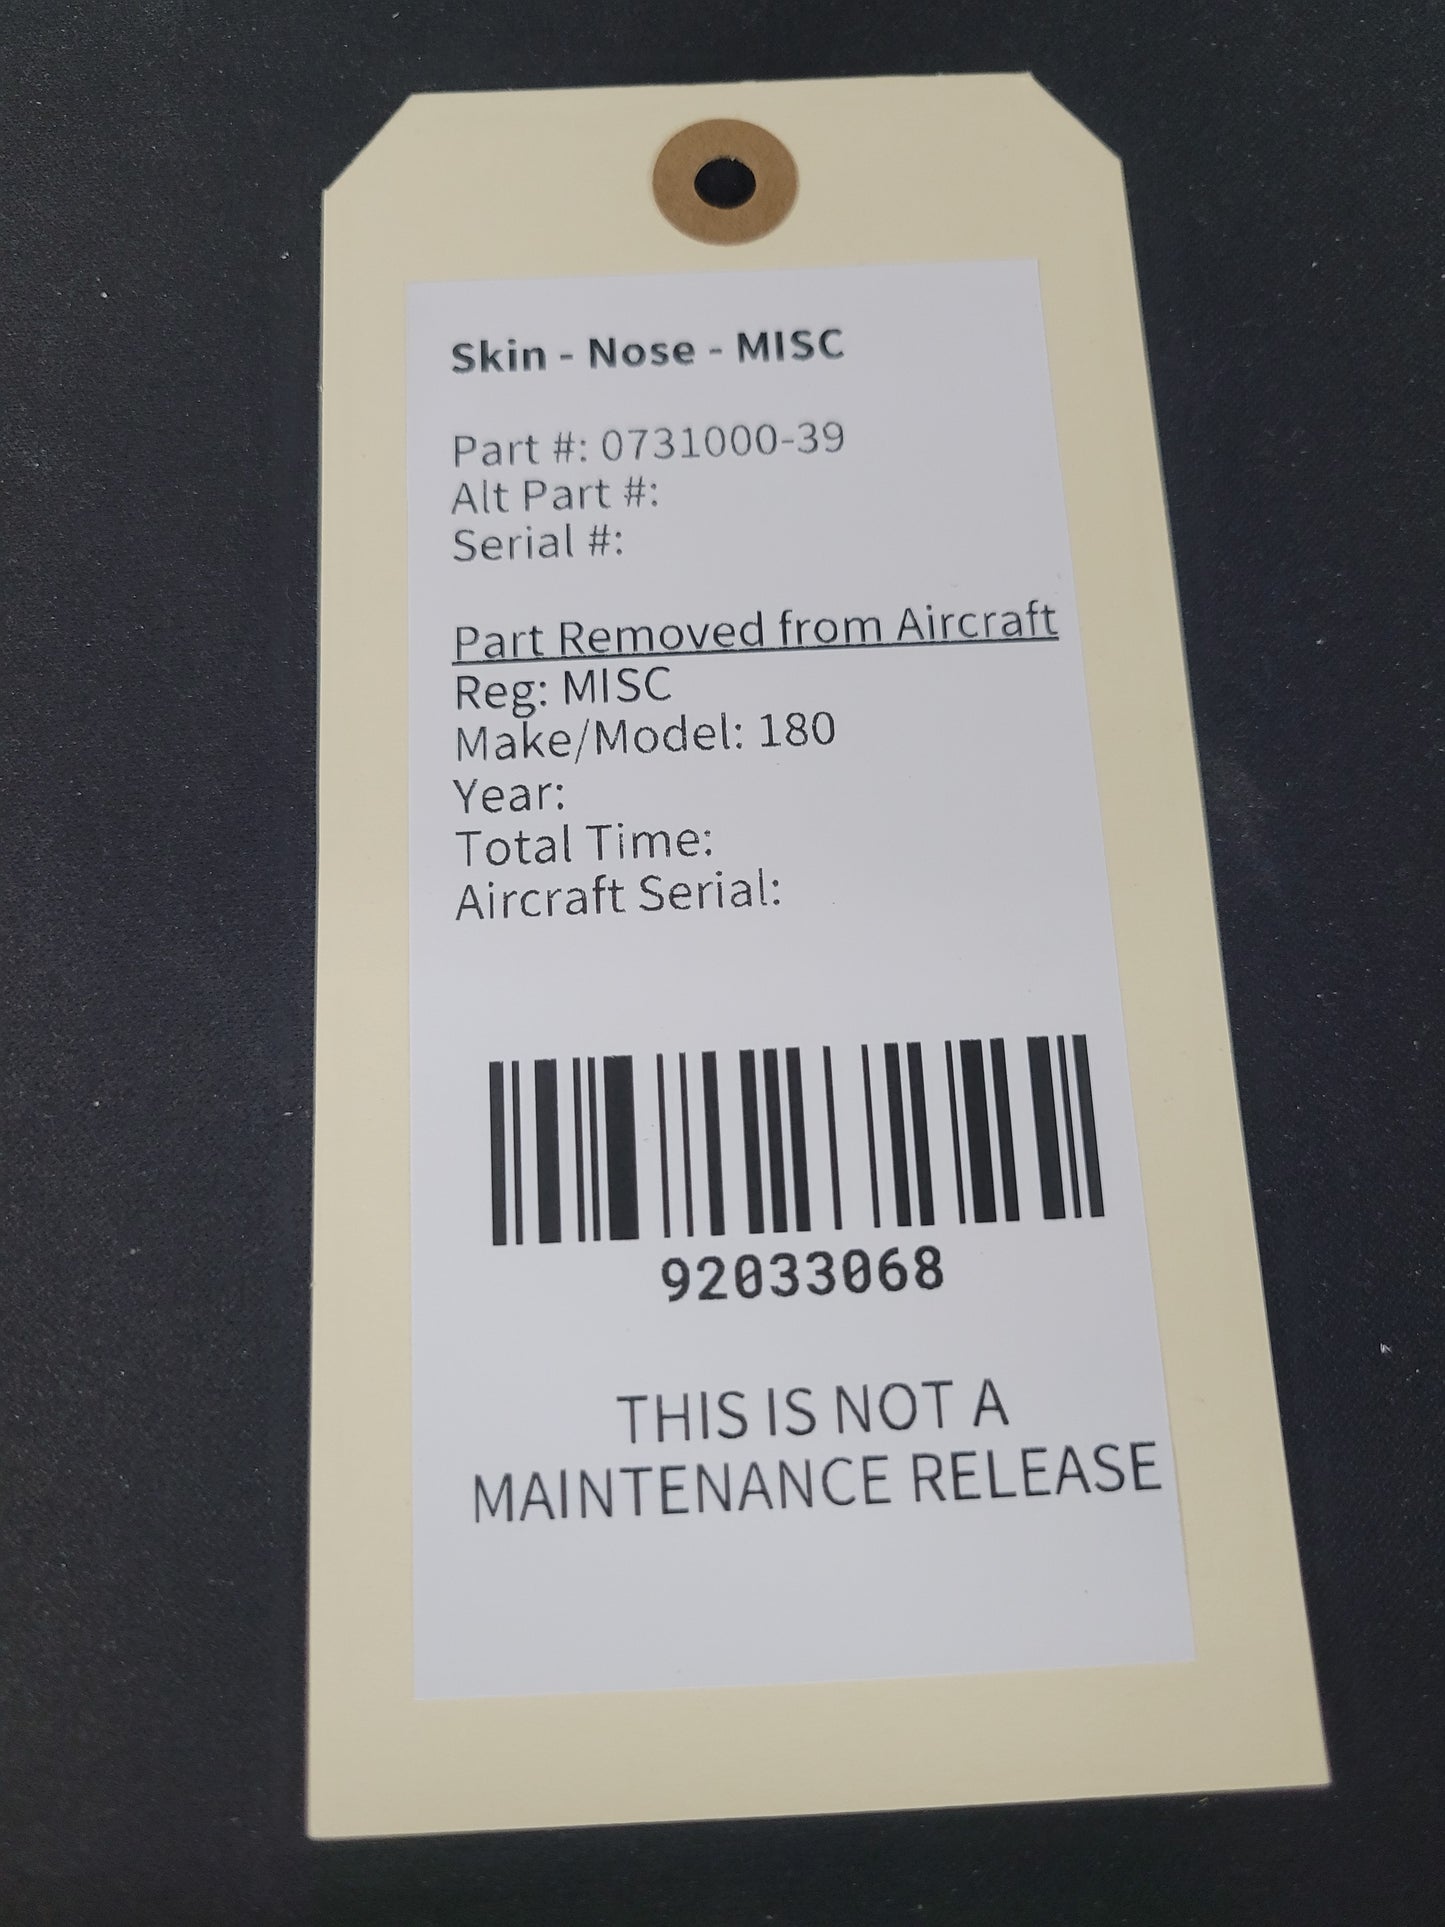 Skin - Nose - MISC
Part #: 0731000-39
Alt Part #:
Serial #:
Part Removed from Aircraft
Reg: MISC
Make/Model: 180
Year:
Total Time:
Aircraft Serial:
92033068
THIS IS NOT A
MAINTENANCE RELEASE